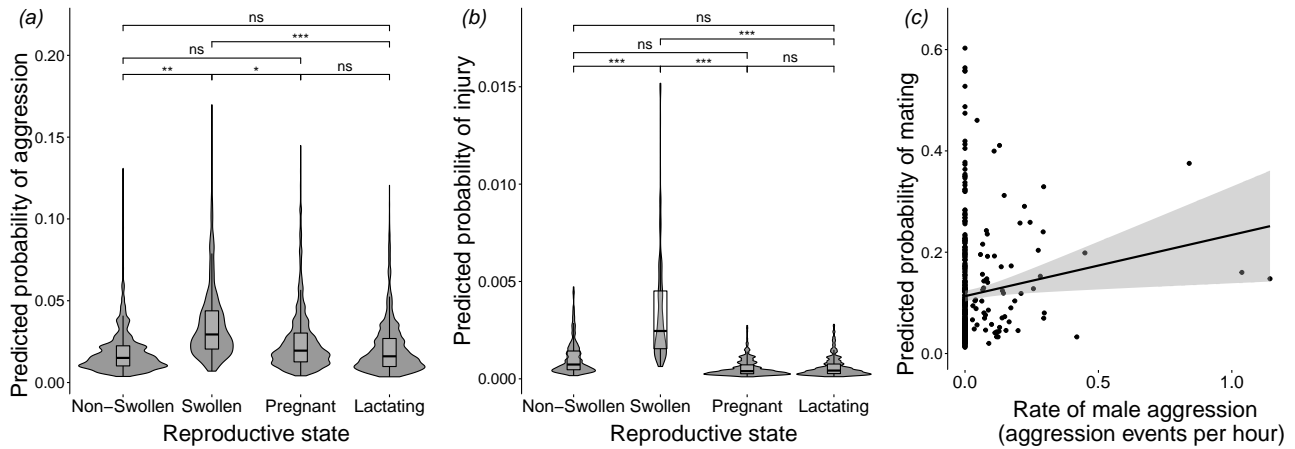 (a)
Predicted probability of aggression
0.20
0.15
0.10
0.05
0.00
ns
***
ns
**
*
ns
Non−Swollen
Swollen
Pregnant
Lactating
Reproductive state
(b)
Predicted probability of injury
0.015
0.010
0.005
0.000
ns
***
ns
***
***
ns
Non−Swollen
Swollen
Pregnant
Lactating
Reproductive state
(c)
Predicted probability of mating
0.6
0.4
0.2
0.0
0.0
0.5
1.0
Rate of male aggression
(aggression events per hour)